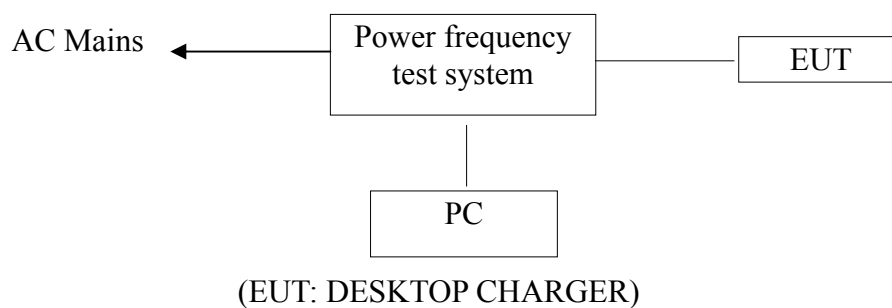 AC Mains
Power frequency
test system
EUT
PC
(EUT: DESKTOP CHARGER)